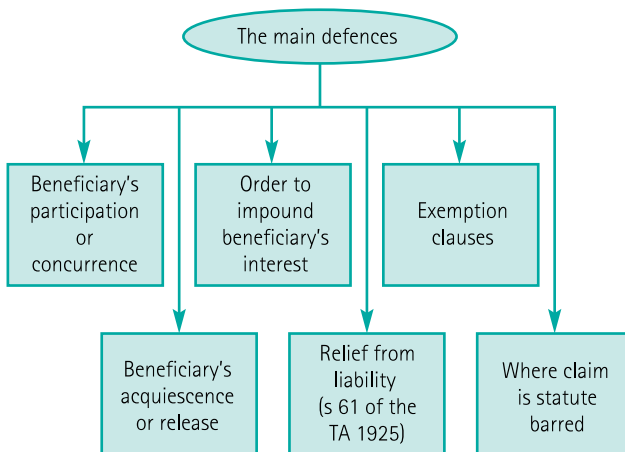 The main defences
Beneficiary's
participation
or
concurrence
Order to
impound
beneficiary's
interest
Exemption
clauses
Beneficiary's
acquiescence
or release
Relief from
liability
(s 61 of the
TA 1925)
Where claim
is statute
barred